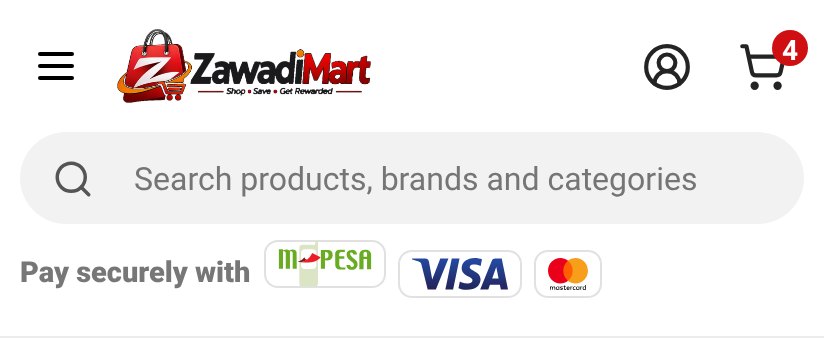 ZawadiMart
Shop • Save • Get Rewarded
4
Search products, brands and categories
Pay securely with M-PESA VISA mastercard